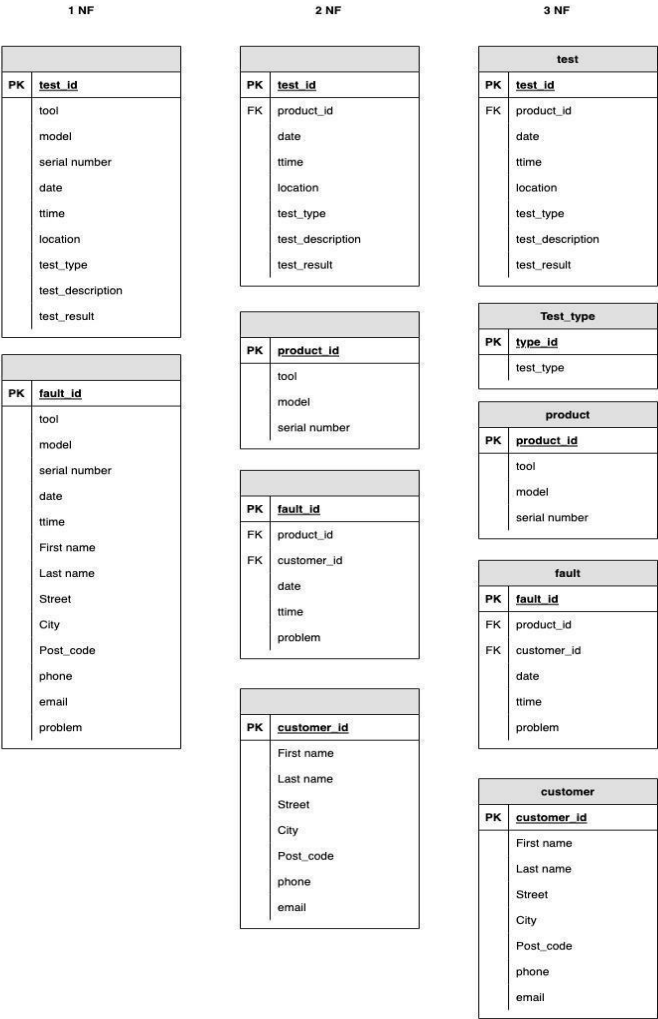 1 NF
PK test_id
tool
model
serial number
date
ttime
location
test_type
test_description
test_result
PK fault_id
tool
model
serial number
date
ttime
First name
Last name
Street
City
Post_code
phone
email
problem
2 NF
PK test_id
FK product_id
date
ttime
location
test_type
test_description
test_result
PK product_id
tool
model
serial number
PK fault_id
FK product_id
FK customer_id
date
ttime
problem
PK customer_id
First name
Last name
Street
City
Post_code
phone
email
3 NF
test
PK test_id
FK product_id
date
ttime
location
test_type
test_description
test_result
Test_type
PK type_id
test_type
product
PK product_id
tool
model
serial number
fault
PK fault_id
FK product_id
FK customer_id
date
ttime
problem
customer
PK customer_id
First name
Last name
Street
City
Post_code
phone
email